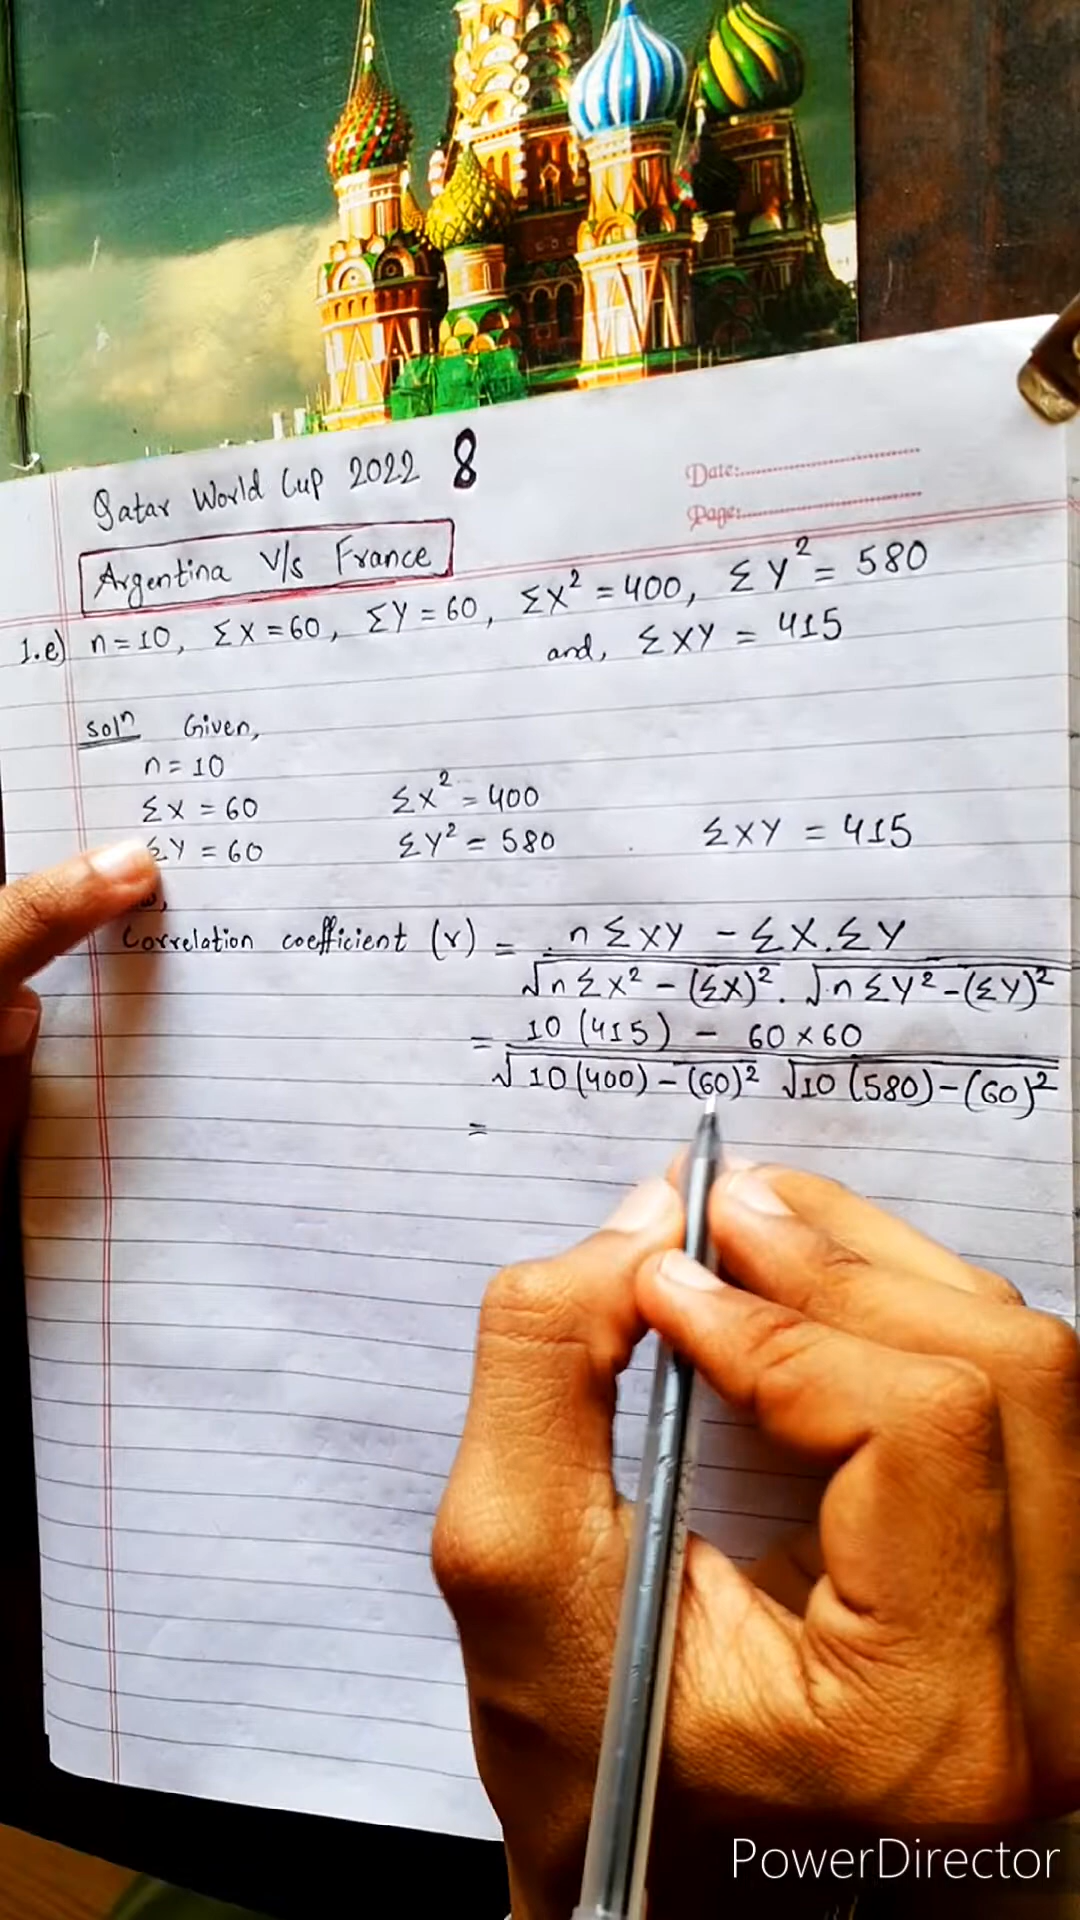 Qatar World Cup 2022 8
Date:
Page:
Argentina V/s France
1.e) n = 10, ΣX = 60, ΣY = 60, ΣX² = 400, ΣY² = 580
and, ΣXY = 415
Solⁿ Given,
n = 10
ΣX = 60 ΣX² = 400
ΣY = 60 ΣY² = 580 ΣXY = 415
Correlation coefficient (r) = nΣXY - ΣX.ΣY
√nΣX² - (ΣX)² . √nΣY² - (ΣY)²
= 10 (415) - 60 × 60
√10 (400) - (60)² √10 (580) - (60)²
=
PowerDirector